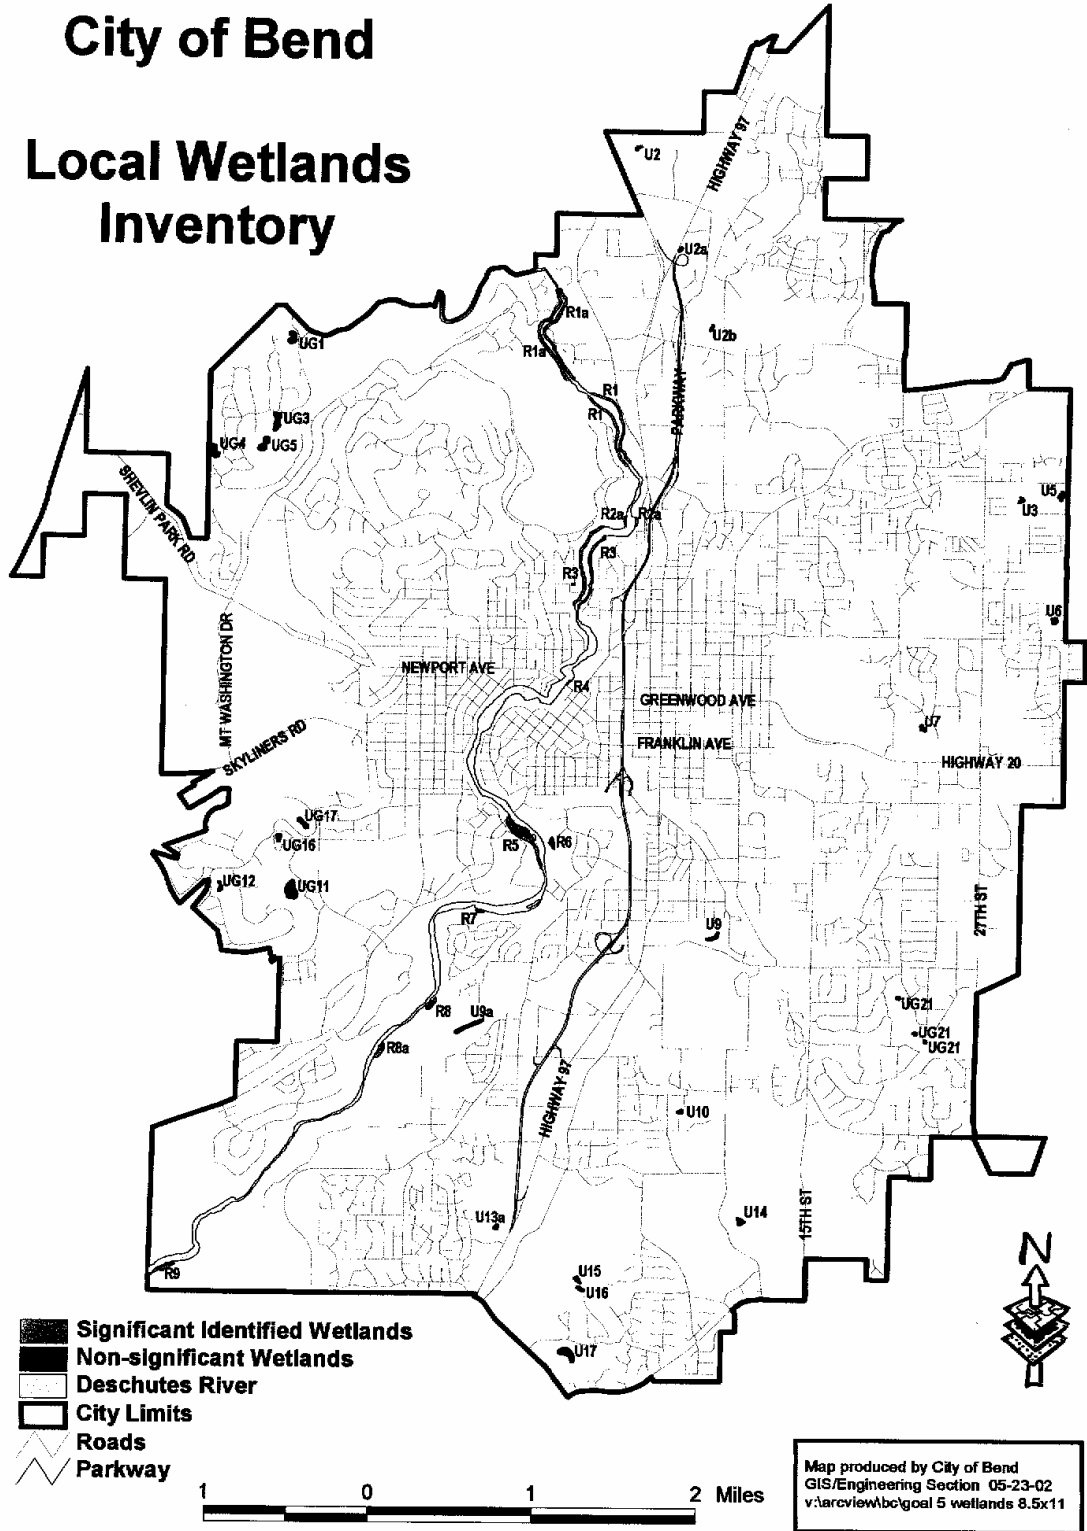 City of Bend
Local Wetlands
Inventory
U2
HIGHWAY 97
U2a
R1a
U2b
UG1
R1a
PARKWAY
R1
R1
UG3
UG4
UG5
SHEVLIN PARK RD
U5
U3
R2a
R2a
R3
R3
U6
MT WASHINGTON DR
NEWPORT AVE
R4
GREENWOOD AVE
U7
SKYLINERS RD
FRANKLIN AVE
HIGHWAY 20
UG17
UG16
R5
R6
UG12
UG11
27TH ST
R7
U9
UG21
R8
U9a
UG21
UG21
R8a
HIGHWAY 97
U10
U13a
U14
15TH ST
R9
U15
U16
U17
N
Significant Identified Wetlands
Non-significant Wetlands
Deschutes River
City Limits
Roads
Parkway
1 0 1 2 Miles
Map produced by City of Bend
GIS/Engineering Section 05-23-02
v:\arcview\bc\goal 5 wetlands 8.5x11